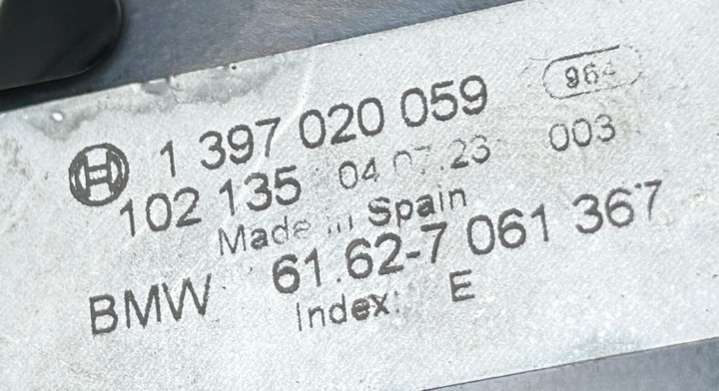 1 397 020 059 964
102 135 04.07.23 003
Made in Spain
BMW 61.62-7 061 367
Index: E